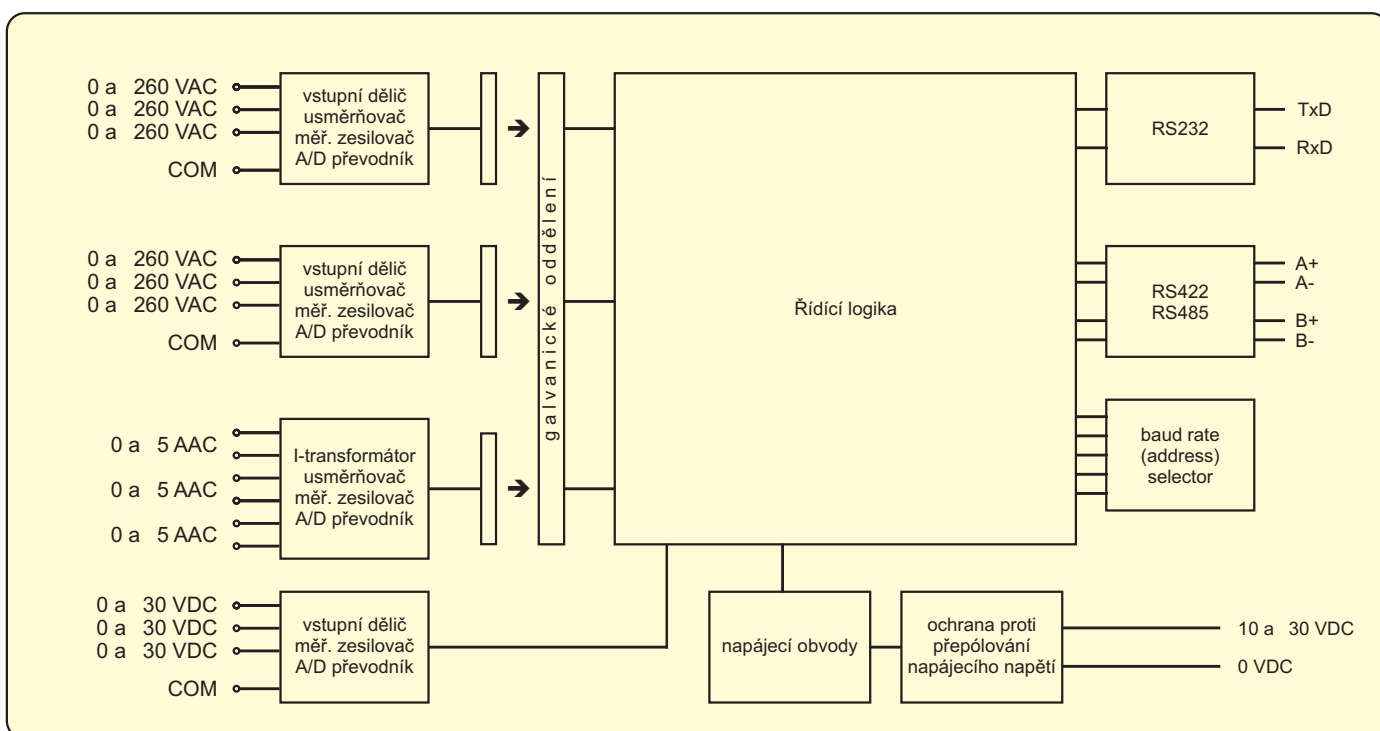 0 a 260 VAC
0 a 260 VAC
0 a 260 VAC
COM
vstupní dělič
usměrňovač
měř. zesilovač
A/D převodník
0 a 260 VAC
0 a 260 VAC
0 a 260 VAC
COM
vstupní dělič
usměrňovač
měř. zesilovač
A/D převodník
0 a 5 AAC
0 a 5 AAC
0 a 5 AAC
I-transformátor
usměrňovač
měř. zesilovač
A/D převodník
0 a 30 VDC
0 a 30 VDC
0 a 30 VDC
COM
vstupní dělič
měř. zesilovač
A/D převodník
galvanické oddělení
Řídící logika
RS232
TxD
RxD
RS422
RS485
A+
A-
B+
B-
baud rate
(address)
selector
napájecí obvody
ochrana proti
přepólování
napájecího napětí
10 a 30 VDC
0 VDC